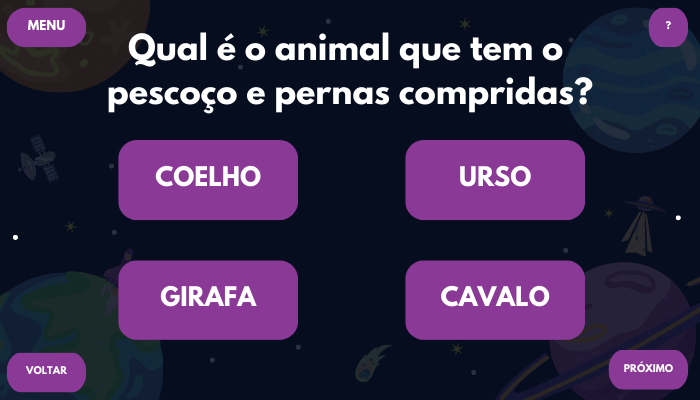 MENU
?
Qual é o animal que tem o
pescoço e pernas compridas?
COELHO
URSO
GIRAFA
CAVALO
VOLTAR
PRÓXIMO